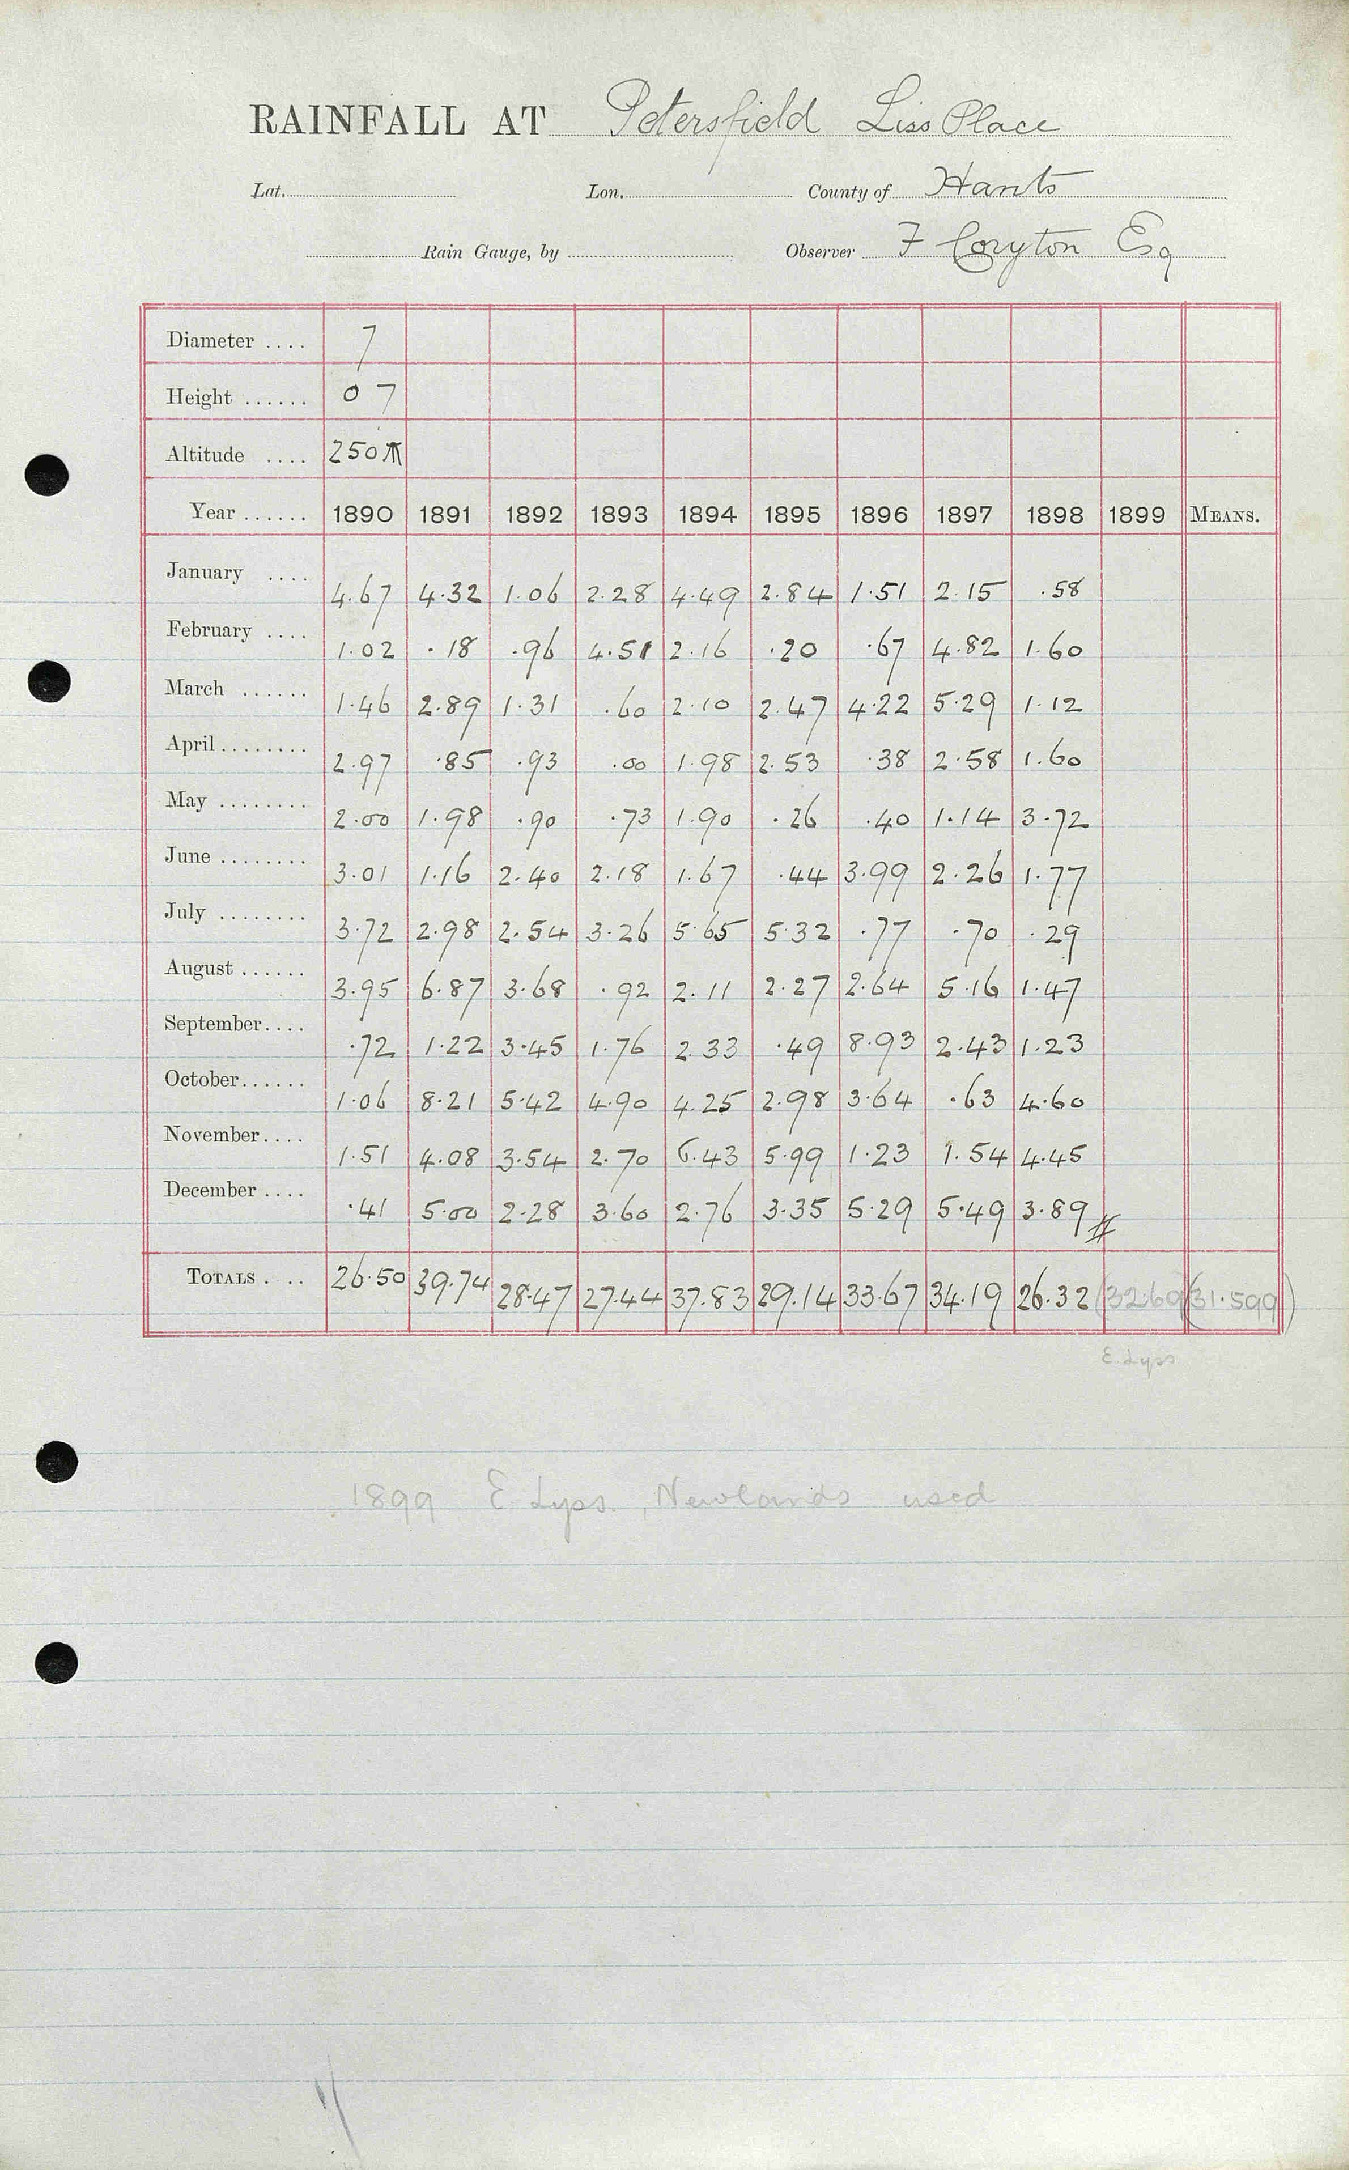 RAINFALL AT Petersfield Liss Place
Lat. Lon. County of Hants
Rain Gauge, by Observer F Coryton Esq
Diameter .... 7
Height ...... 0 7
Altitude .... 250
Year ...... 1890 1891 1892 1893 1894 1895 1896 1897 1898 1899 MEANS.
January .... 4.67 4.32 1.06 2.28 4.49 2.84 1.51 2.15 .58
February .... 1.02 .18 .96 4.51 2.16 .20 .67 4.82 1.60
March ...... 1.46 2.89 1.31 .60 2.10 2.47 4.22 5.29 1.12
April ........ 2.97 .85 .93 .00 1.98 2.53 .38 2.58 1.60
May ........ 2.00 1.98 .90 .73 1.90 .26 .40 1.14 3.72
June ........ 3.01 1.16 2.40 2.18 1.67 .44 3.99 2.26 1.77
July ........ 3.72 2.98 2.54 3.26 5.65 5.32 .77 .70 .29
August ...... 3.95 6.87 3.68 .92 2.11 2.27 2.64 5.16 1.47
September.... .72 1.22 3.45 1.76 2.33 .49 8.93 2.43 1.23
October...... 1.06 8.21 5.42 4.90 4.25 2.98 3.64 .63 4.60
November.... 1.51 4.08 3.54 2.70 6.43 5.99 1.23 1.54 4.45
December .... .41 5.00 2.28 3.60 2.76 3.35 5.29 5.49 3.89
TOTALS . .. 26.50 39.74 28.47 27.44 37.83 29.14 33.67 34.19 26.32 (32.69) (31.599)
E. Lyss
1899 E Lyss, Newlands used